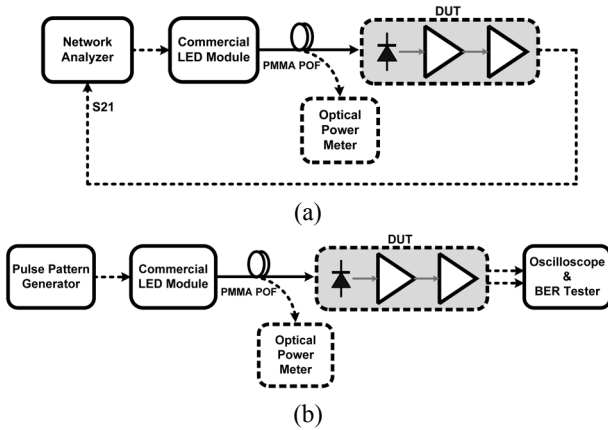 DUT
Network
Analyzer
Commercial
LED Module
PMMA POF
S21
Optical
Power
Meter
(a)
DUT
Pulse Pattern
Generator
Commercial
LED Module
PMMA POF
Oscilloscope
&
BER Tester
Optical
Power
Meter
(b)